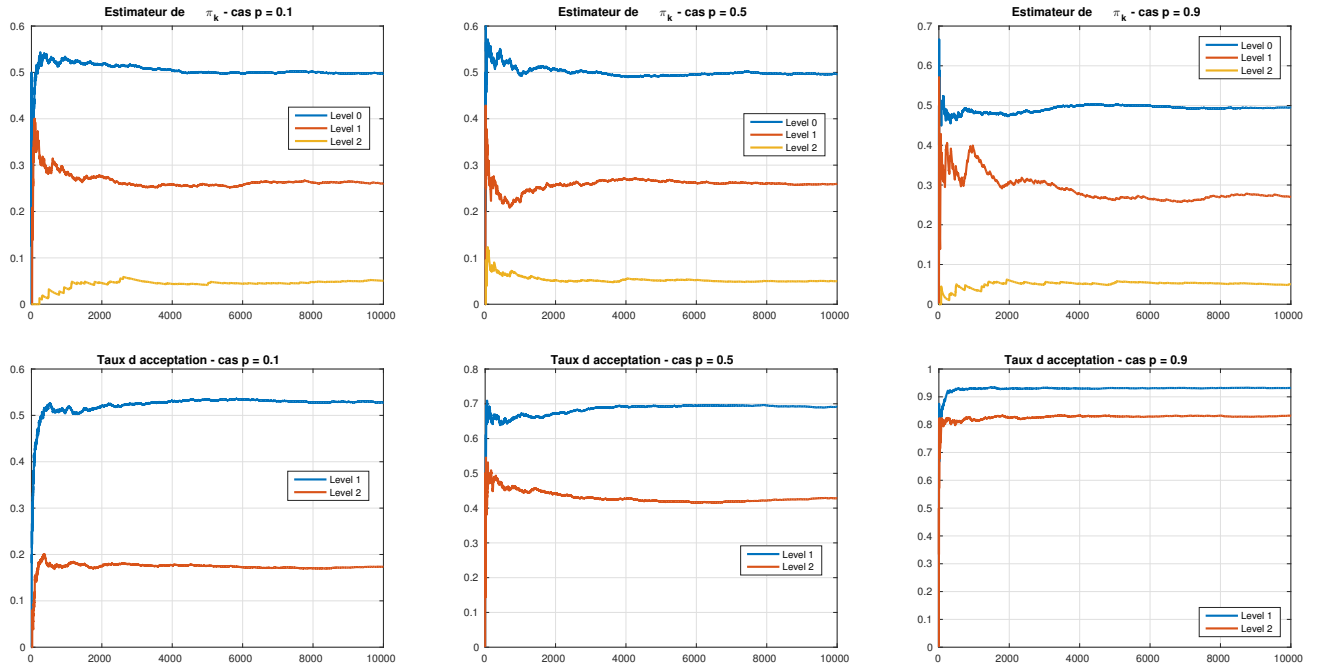 Estimateur de π_k - cas p = 0.1
0.6
0.5
0.4
0.3
0.2
0.1
0
0 2000 4000 6000 8000 10000
Level 0
Level 1
Level 2
Estimateur de π_k - cas p = 0.5
0.6
0.5
0.4
0.3
0.2
0.1
0
0 2000 4000 6000 8000 10000
Level 0
Level 1
Level 2
Estimateur de π_k - cas p = 0.9
0.7
0.6
0.5
0.4
0.3
0.2
0.1
0
0 2000 4000 6000 8000 10000
Level 0
Level 1
Level 2
Taux d acceptation - cas p = 0.1
0.6
0.5
0.4
0.3
0.2
0.1
0
0 2000 4000 6000 8000 10000
Level 1
Level 2
Taux d acceptation - cas p = 0.5
0.8
0.7
0.6
0.5
0.4
0.3
0.2
0.1
0
0 2000 4000 6000 8000 10000
Level 1
Level 2
Taux d acceptation - cas p = 0.9
1
0.9
0.8
0.7
0.6
0.5
0.4
0.3
0.2
0.1
0
0 2000 4000 6000 8000 10000
Level 1
Level 2